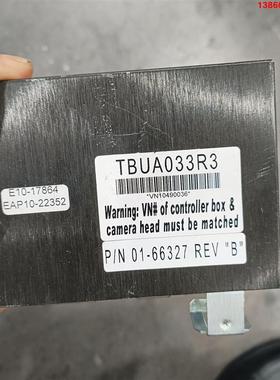 1386
TBUA033R3
*VN10490036*
E10-17864
EAP10-22352
Warning: VN# of controller box &
camera head must be matched
P/N 01-66327 REV "B"